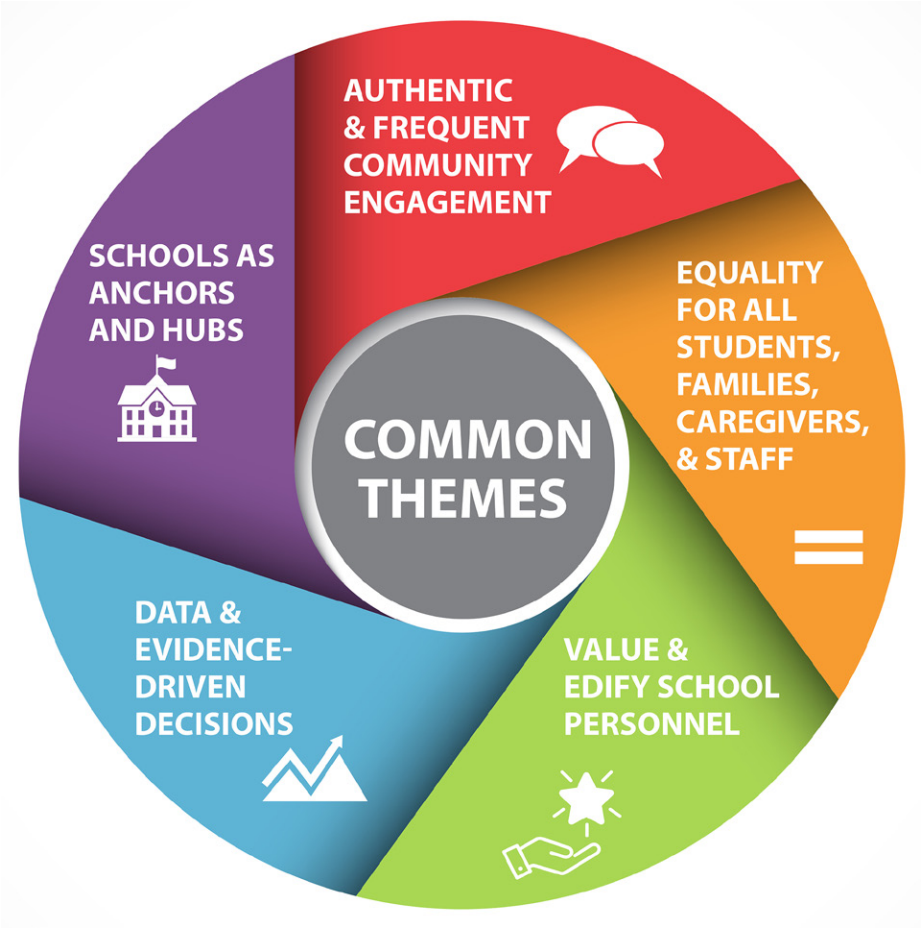 AUTHENTIC
& FREQUENT
COMMUNITY
ENGAGEMENT
EQUALITY
FOR ALL
STUDENTS,
FAMILIES,
CAREGIVERS,
& STAFF
VALUE &
EDIFY SCHOOL
PERSONNEL
DATA &
EVIDENCE-
DRIVEN
DECISIONS
SCHOOLS AS
ANCHORS
AND HUBS
COMMON
THEMES